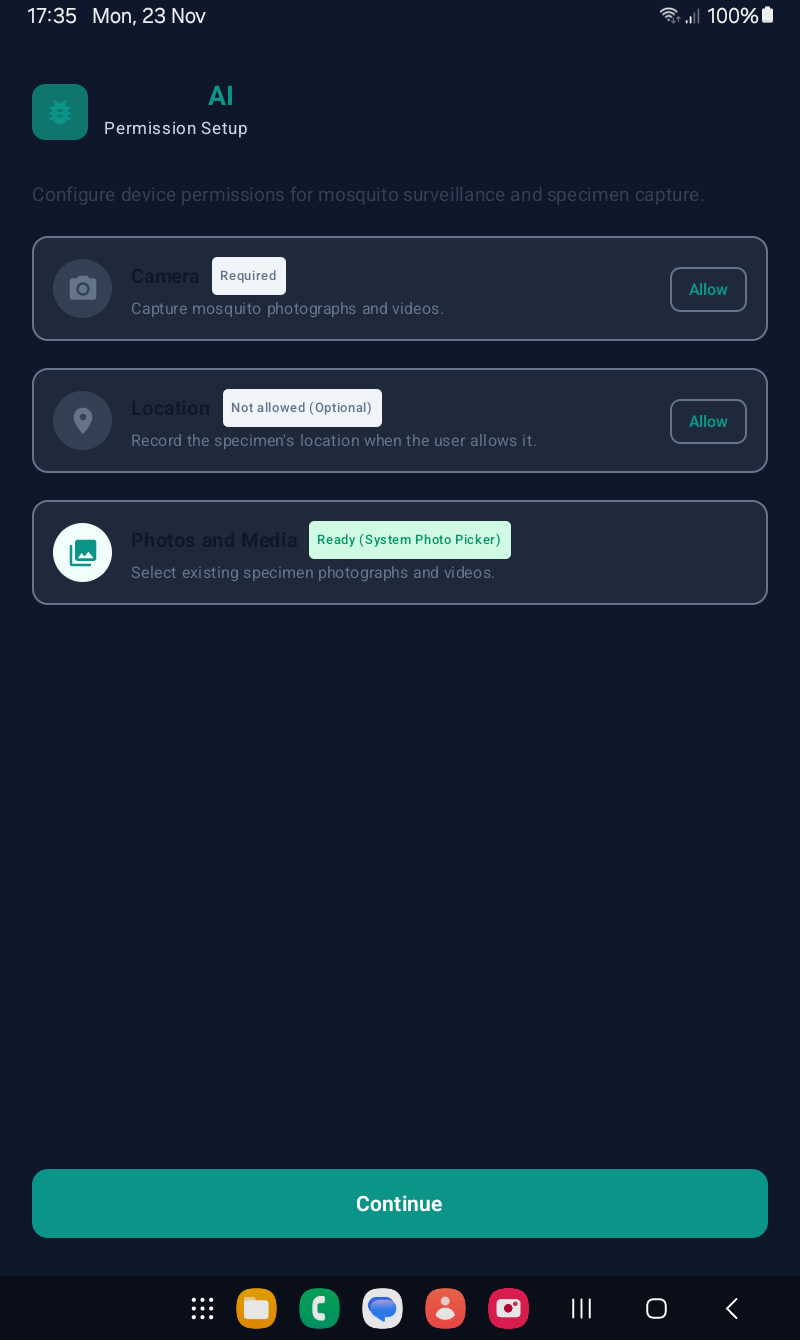 17:35 Mon, 23 Nov 100%
AI
Permission Setup
Configure device permissions for mosquito surveillance and specimen capture.
Camera Required
Capture mosquito photographs and videos.
Allow
Location Not allowed (Optional)
Record the specimen's location when the user allows it.
Allow
Photos and Media Ready (System Photo Picker)
Select existing specimen photographs and videos.
Continue